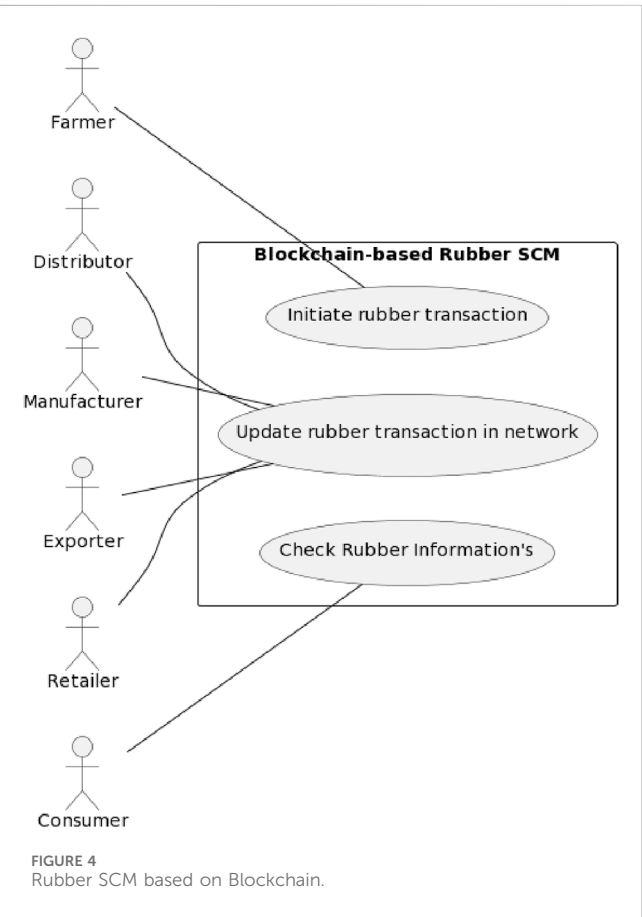 Farmer
Distributor
Blockchain-based Rubber SCM
Initiate rubber transaction
Manufacturer
Update rubber transaction in network
Exporter
Check Rubber Information's
Retailer
Consumer
FIGURE 4
Rubber SCM based on Blockchain.